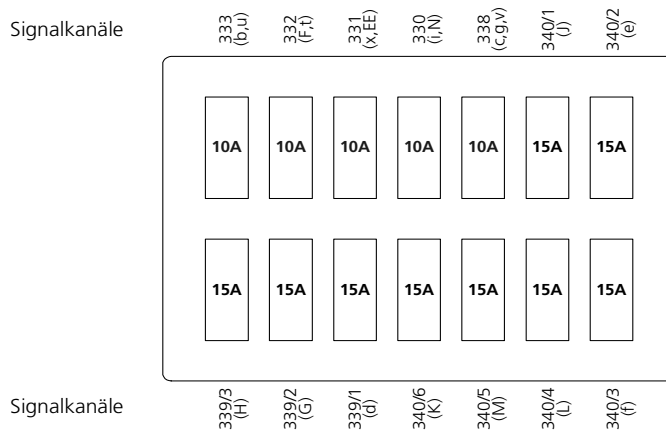 Signalkanäle
333
(b,u)
332
(F,t)
331
(x,EE)
330
(i,N)
338
(c,g,v)
340/1
(J)
340/2
(e)
10A 10A 10A 10A 10A 15A 15A
15A 15A 15A 15A 15A 15A 15A
Signalkanäle
339/3
(H)
339/2
(G)
339/1
(d)
340/6
(K)
340/5
(M)
340/4
(L)
340/3
(f)